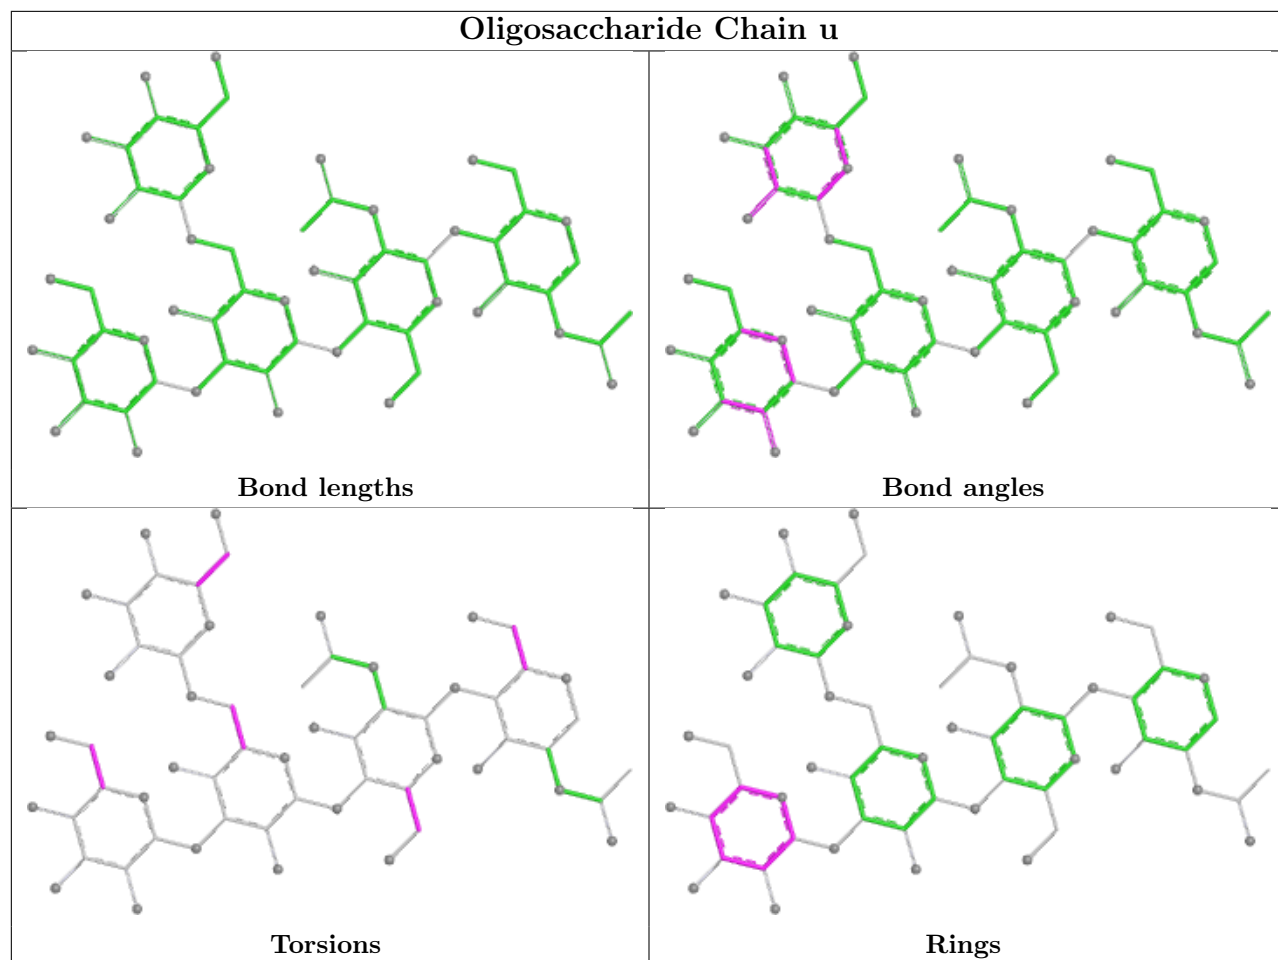 Oligosaccharide Chain u
Bond lengths
Bond angles
Torsions
Rings